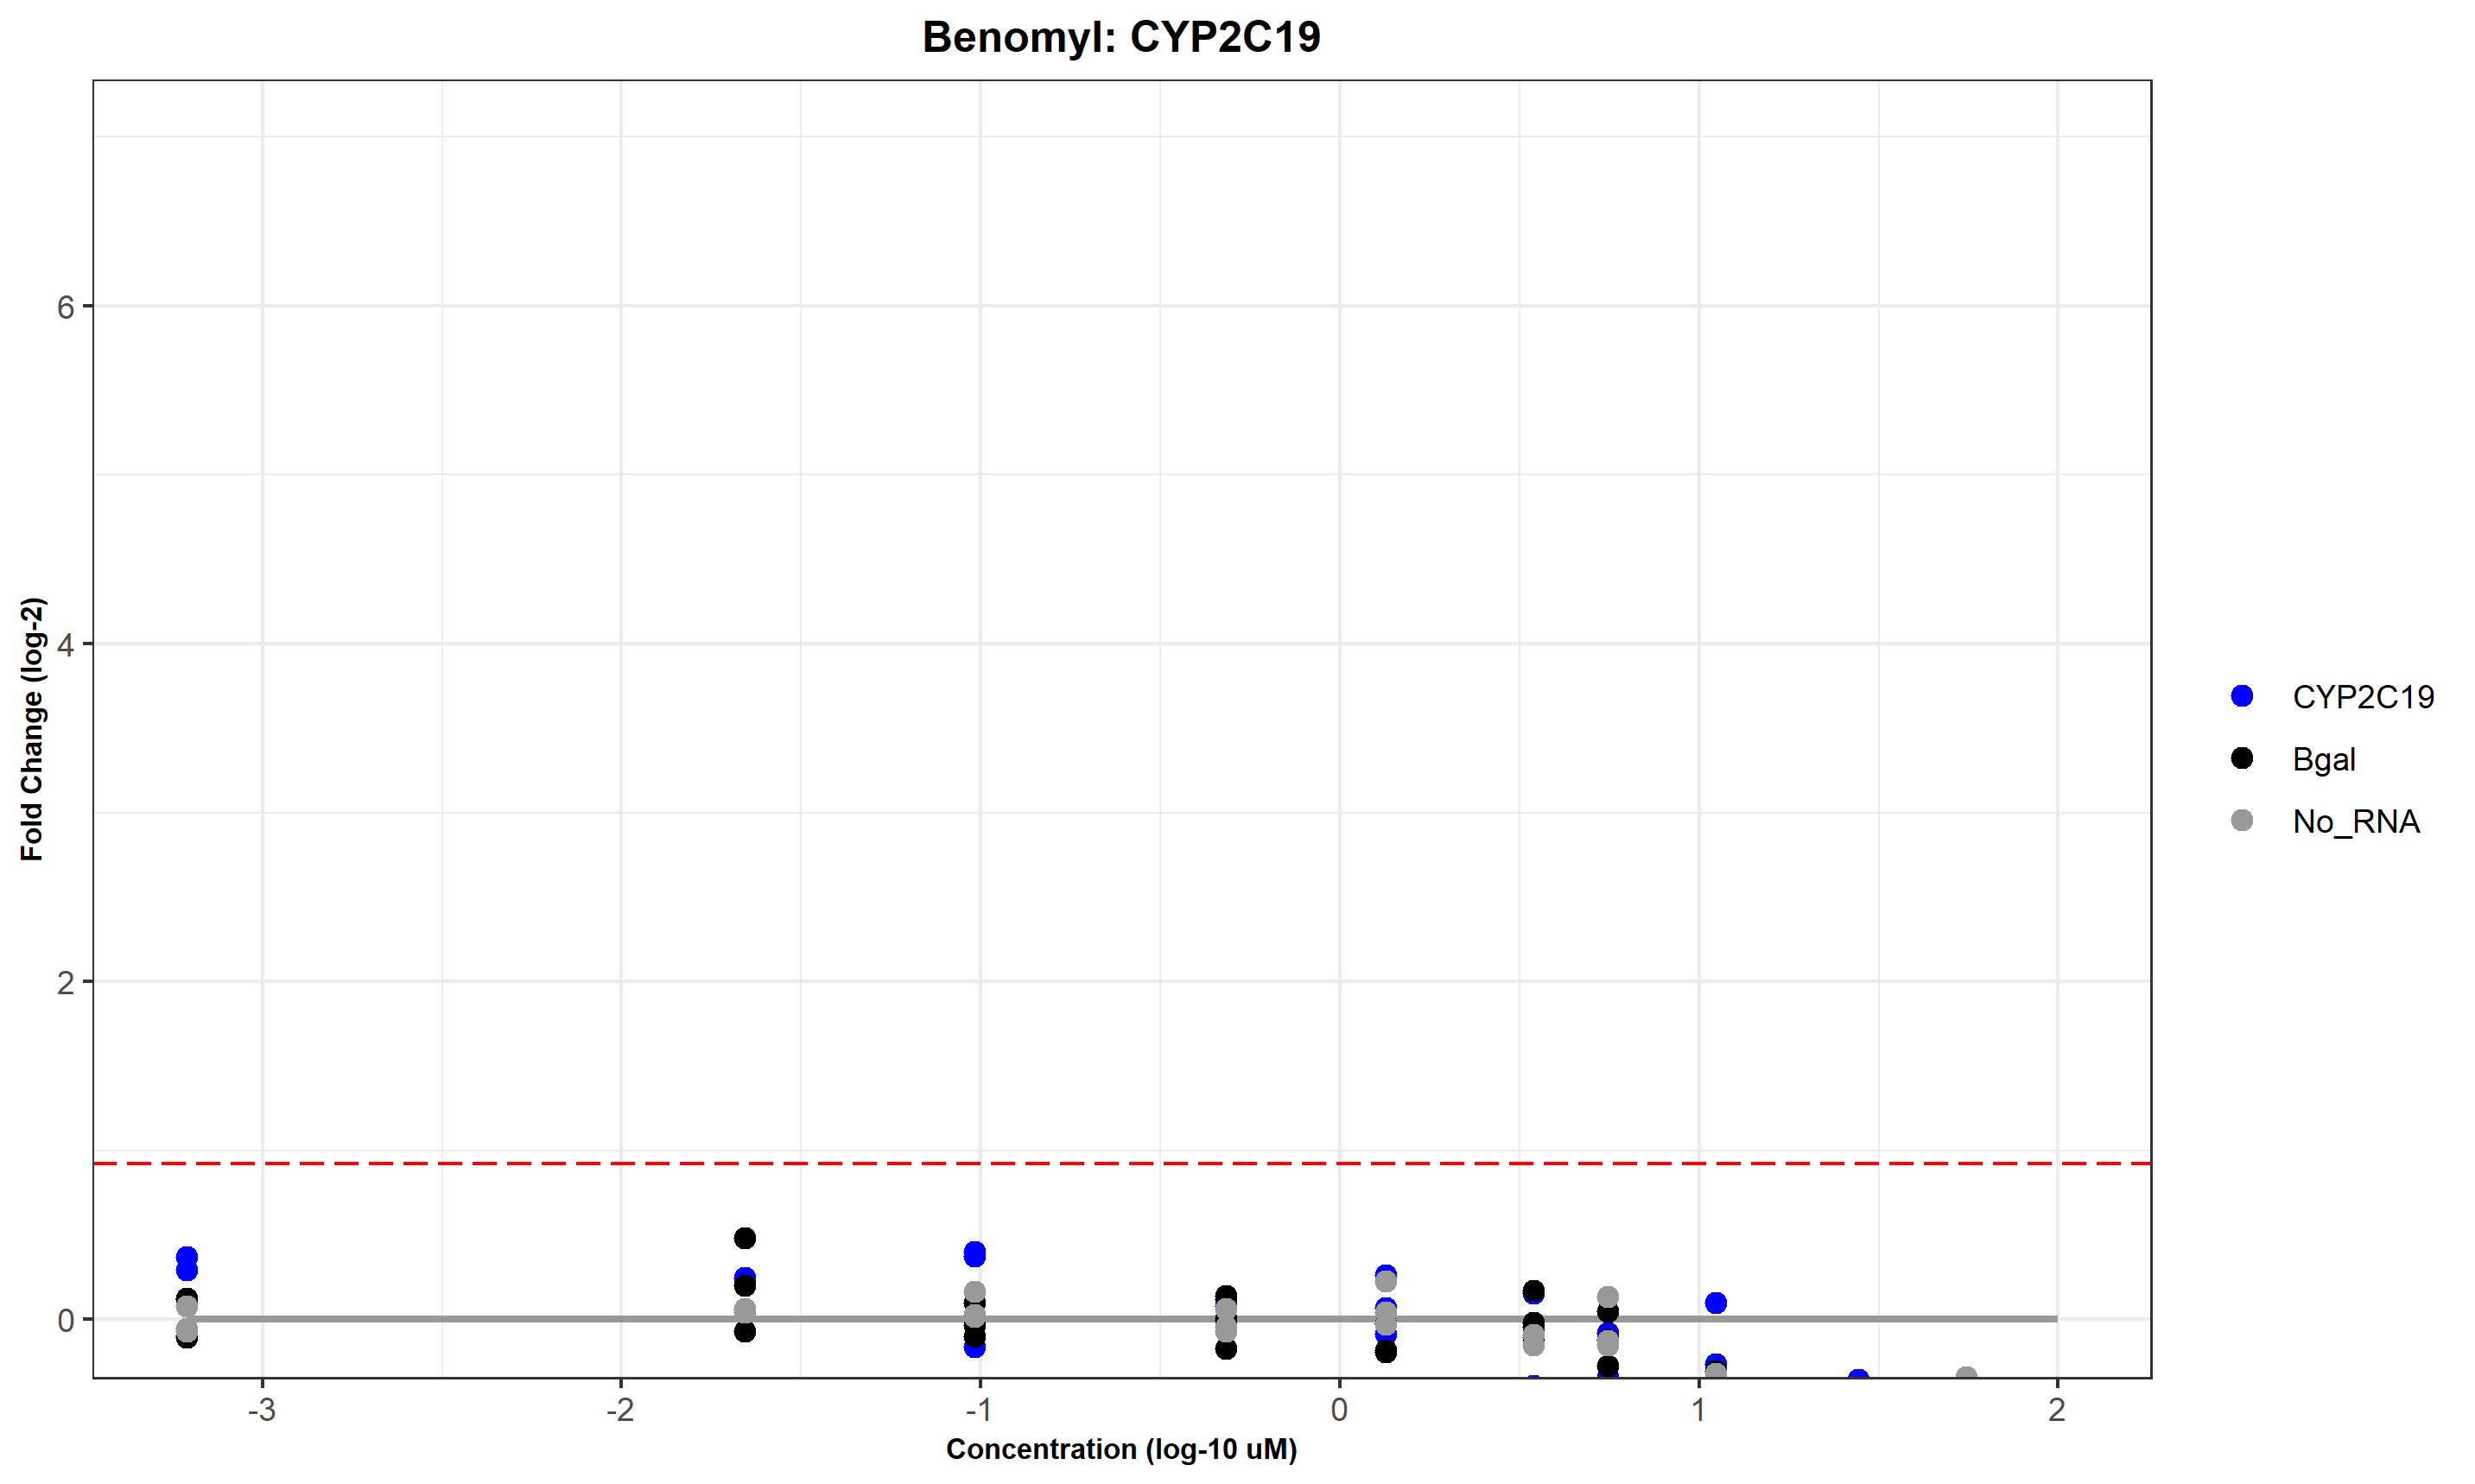 Benomyl: CYP2C19
Fold Change (log-2)
6
4
2
0
-3
-2
-1
0
1
2
Concentration (log-10 uM)
CYP2C19
Bgal
No_RNA